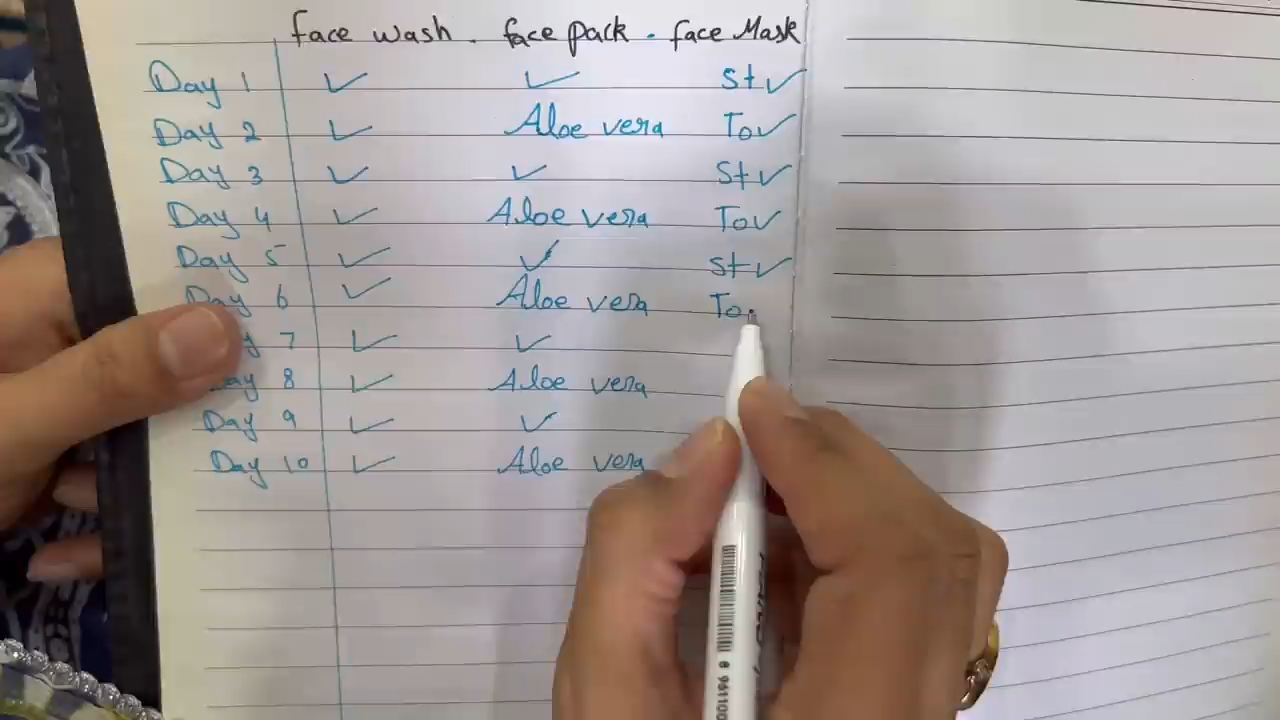 face wash . face pack . face Mask
Day 1 ✓ ✓ St ✓
Day 2 ✓ Aloe vera To ✓
Day 3 ✓ ✓ St ✓
Day 4 ✓ Aloe vera To ✓
Day 5 ✓ ✓ St ✓
Day 6 ✓ Aloe vera To
7 ✓ ✓
Day 8 ✓ Aloe vera
Day 9 ✓ ✓
Day 10 ✓ Aloe vera